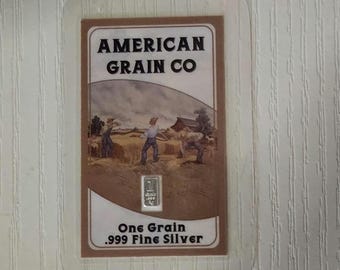 AMERICAN
GRAIN CO
One Grain
.999 Fine Silver